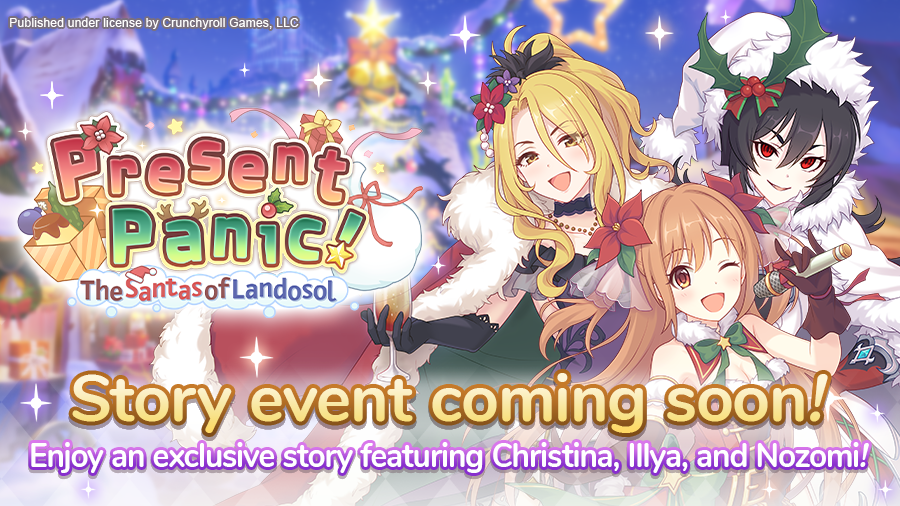 Published under license by Crunchyroll Games, LLC
Present
Panic!
The Santas of Landosol
Story event coming soon!
Enjoy an exclusive story featuring Christina, Illya, and Nozomi!